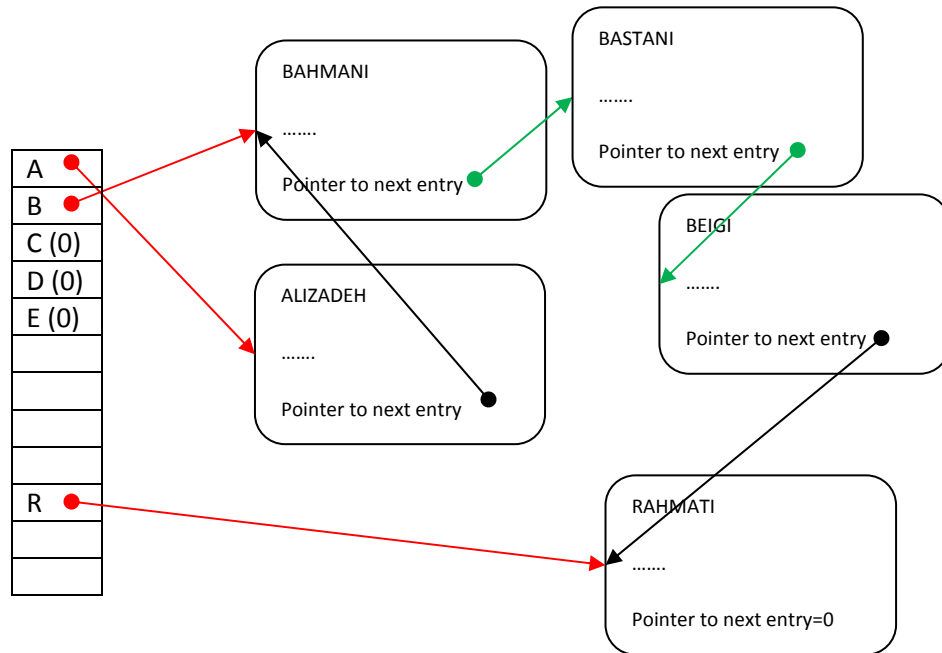 A
B
C (0)
D (0)
E (0)
R
BAHMANI
…….
Pointer to next entry
BASTANI
…….
Pointer to next entry
ALIZADEH
…….
Pointer to next entry
BEIGI
…….
Pointer to next entry
RAHMATI
…….
Pointer to next entry=0